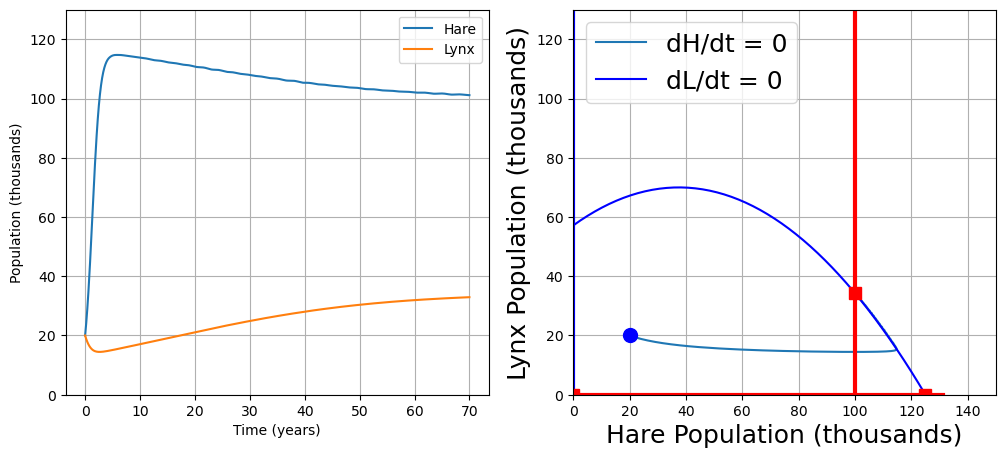 Population (thousands)
120
100
80
60
40
20
0
0 10 20 30 40 50 60 70
Time (years)
Hare
Lynx
Lynx Population (thousands)
120
100
80
60
40
20
0
0 20 40 60 80 100 120 140
Hare Population (thousands)
dH/dt = 0
dL/dt = 0